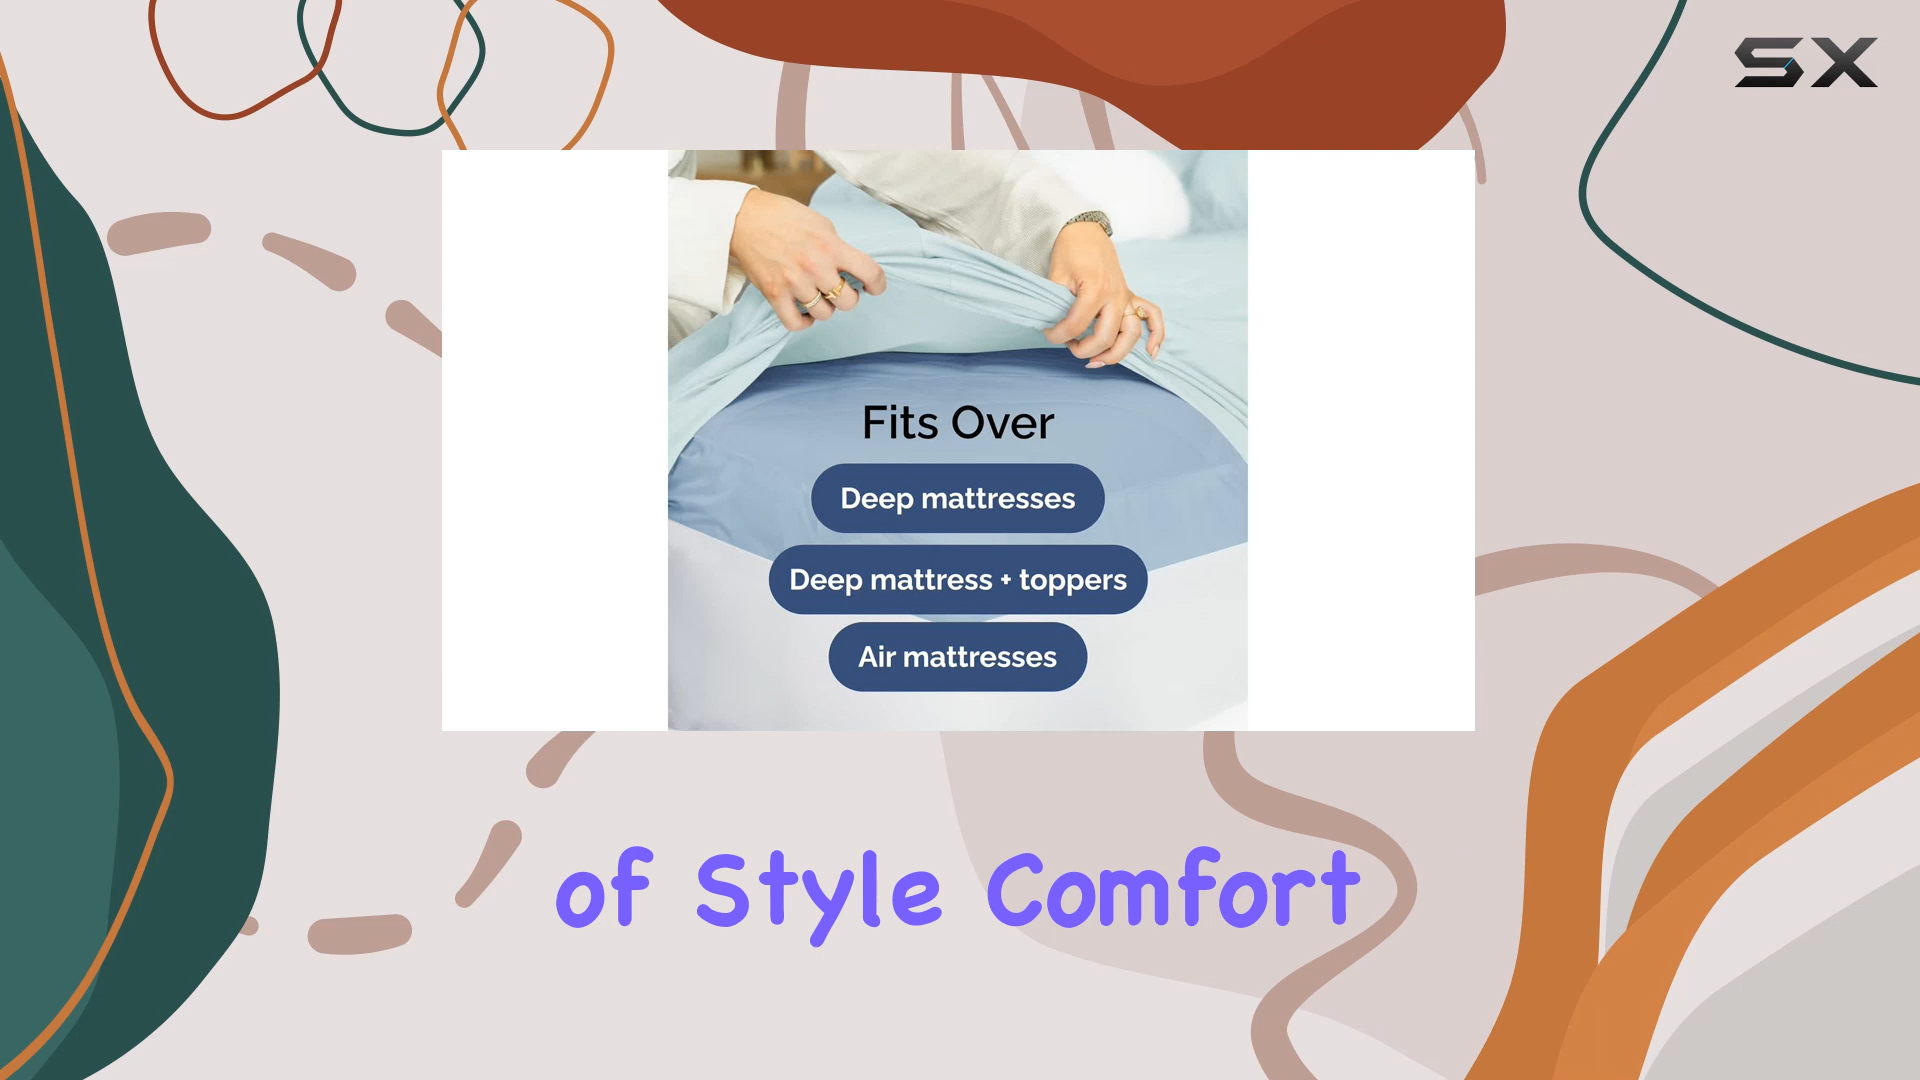 SX
Fits Over
Deep mattresses
Deep mattress + toppers
Air mattresses
of Style Comfort